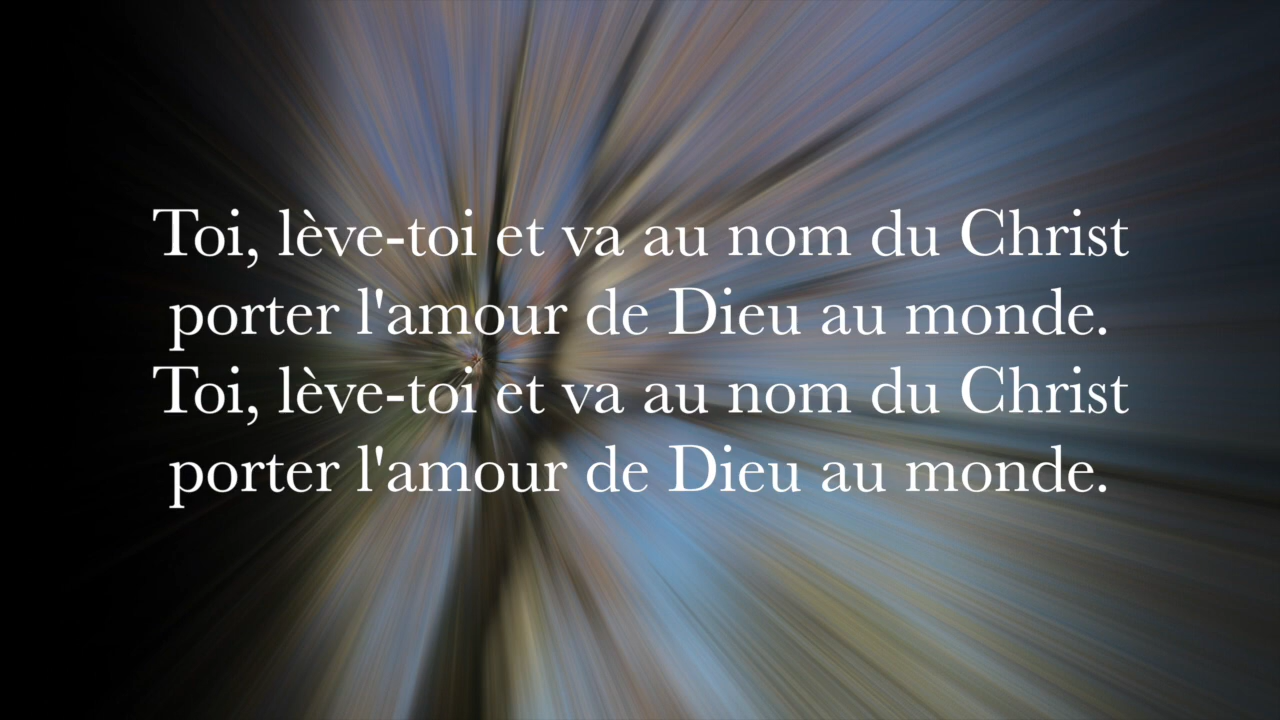 Toi, lève-toi et va au nom du Christ
porter l'amour de Dieu au monde.
Toi, lève-toi et va au nom du Christ
porter l'amour de Dieu au monde.